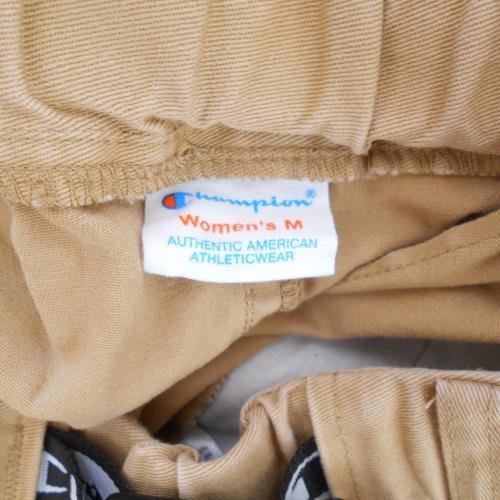 Champion®
Women's M
AUTHENTIC AMERICAN
ATHLETICWEAR